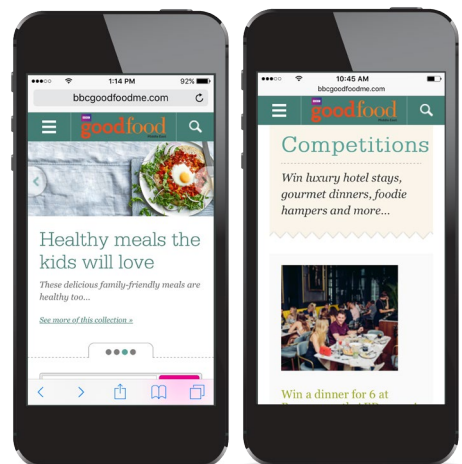 1:14 PM
92%
bbcgoodfoodme.com
BBC
goodfood
Healthy meals the
kids will love
These delicious family-friendly meals are
healthy too...
See more of this collection »
10:45 AM
bbcgoodfoodme.com
BBC
goodfood
Competitions
Win luxury hotel stays,
gourmet dinners, foodie
hampers and more...
Win a dinner for 6 at